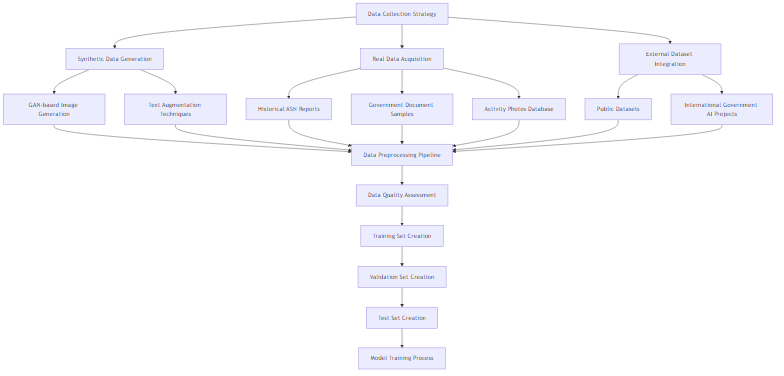 Data Collection Strategy
Synthetic Data Generation
Real Data Acquisition
External Dataset
Integration
GAN-based Image
Generation
Text Augmentation
Techniques
Historical ASN Reports
Government Document
Samples
Activity Photos Database
Public Datasets
International Government
AI Projects
Data Preprocessing Pipeline
Data Quality Assessment
Training Set Creation
Validation Set Creation
Test Set Creation
Model Training Process